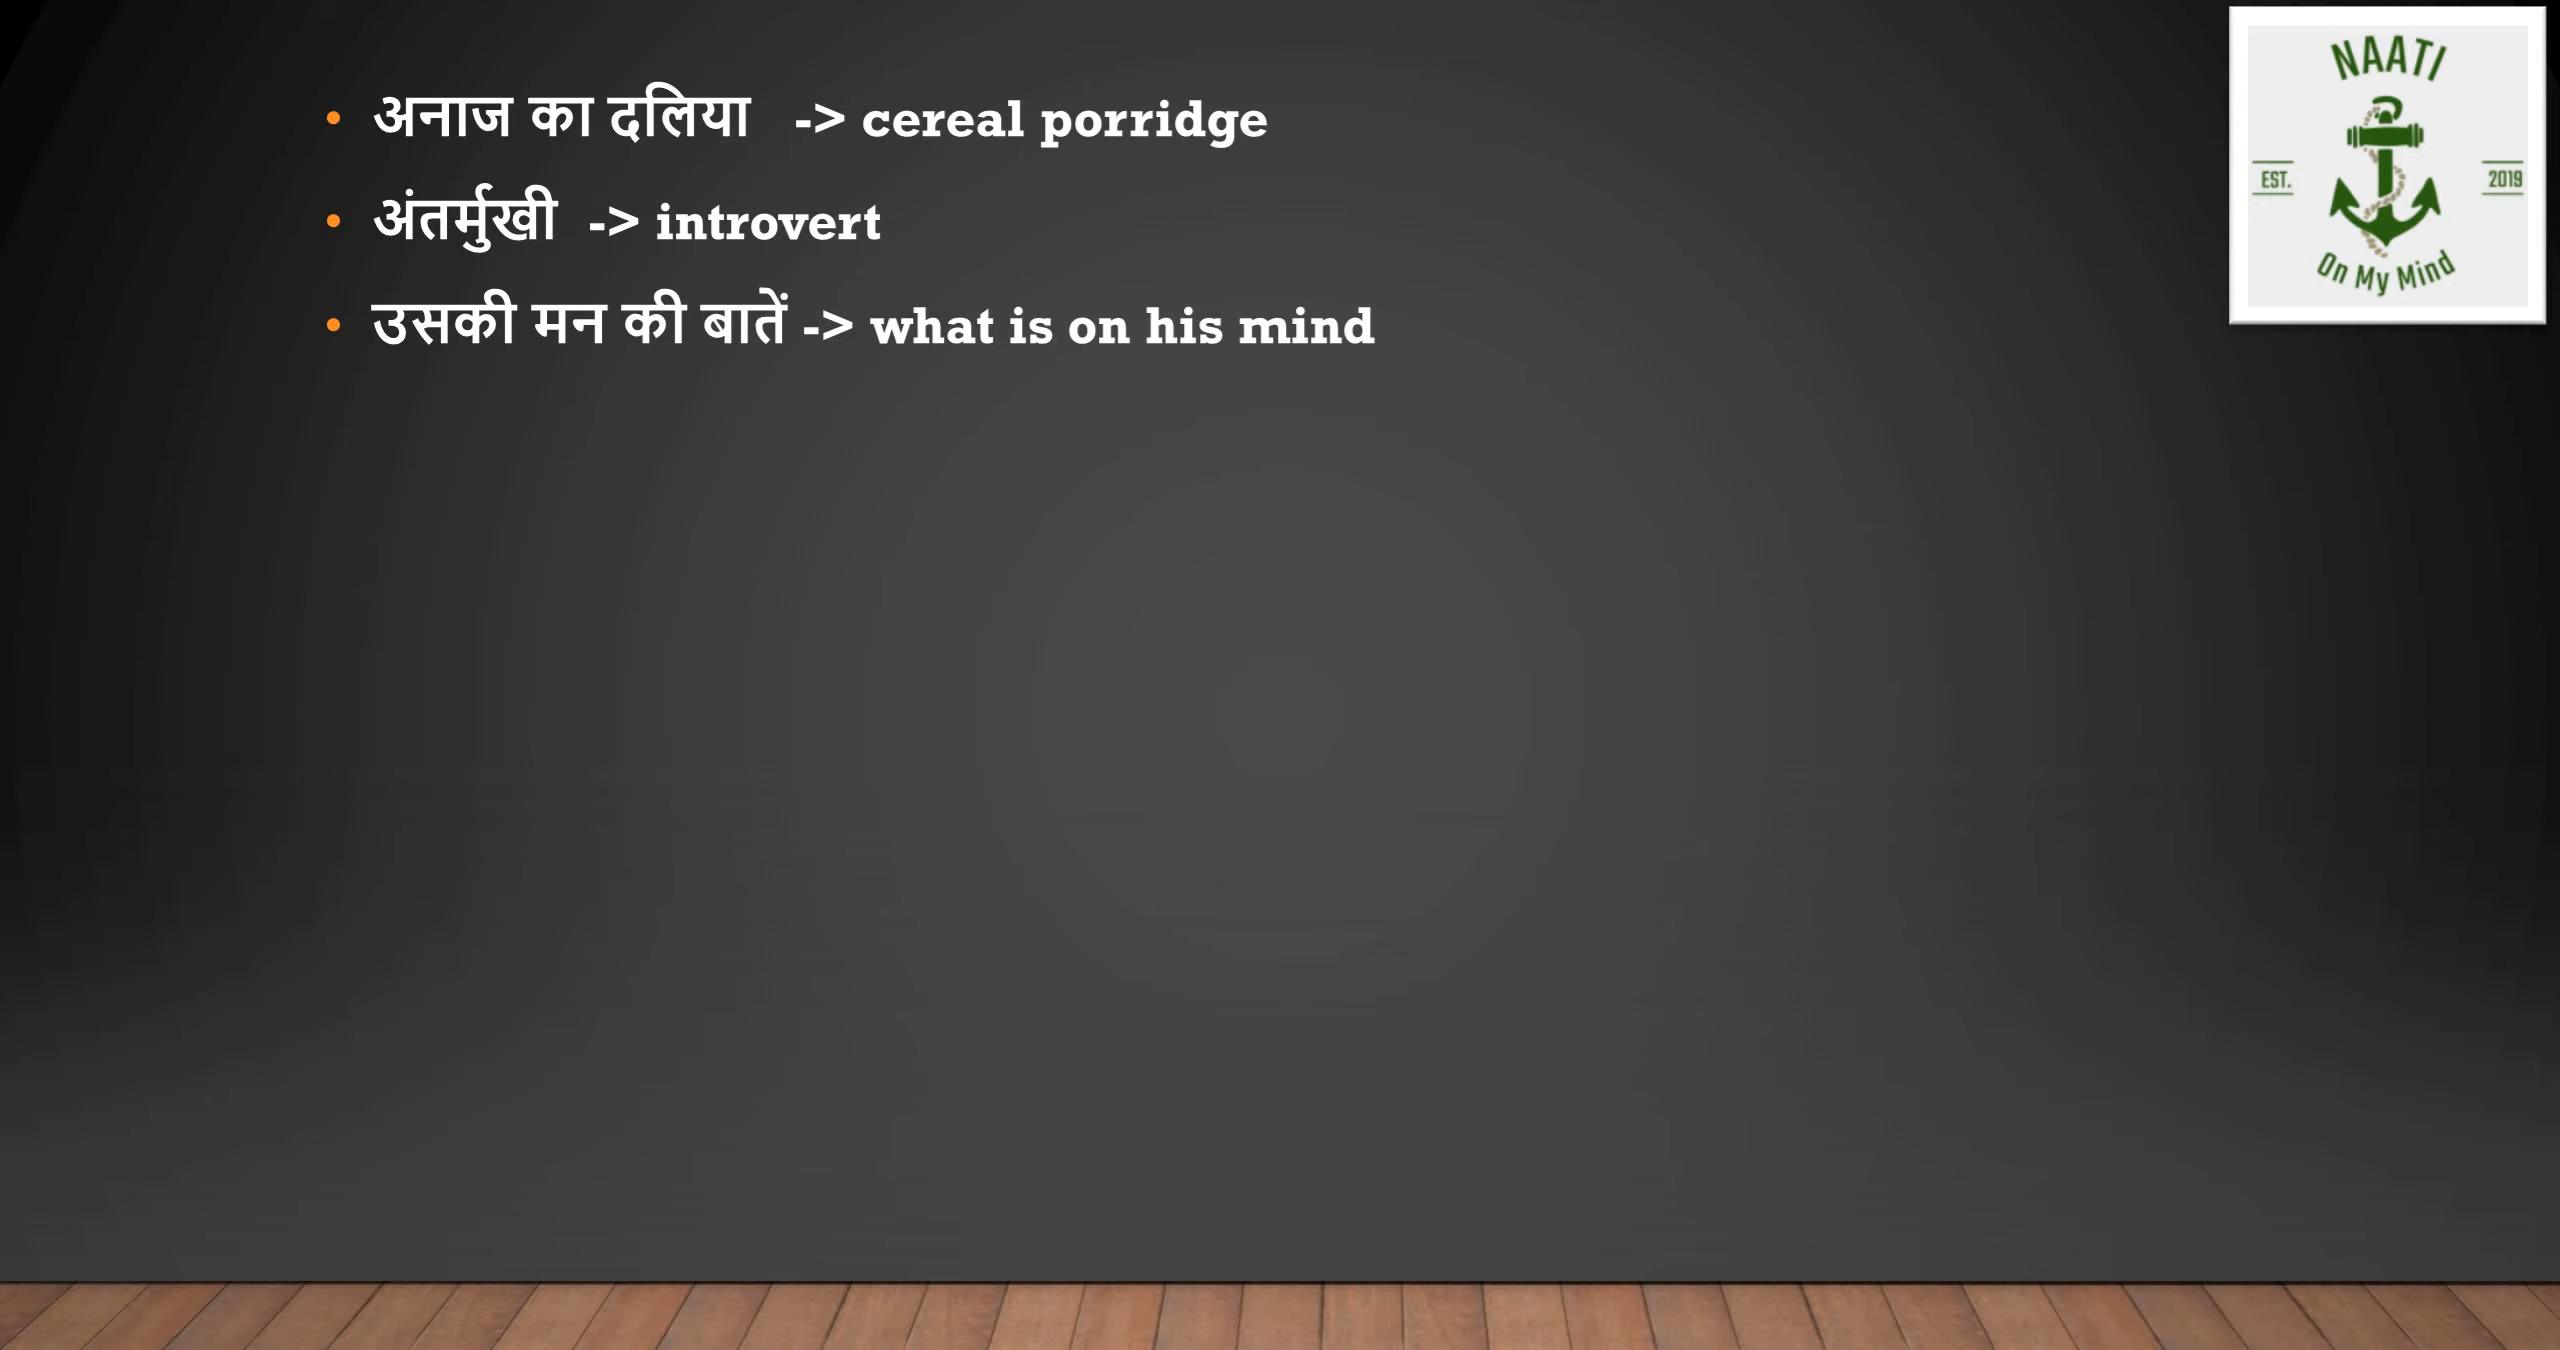 अनाज का दलिया -> cereal porridge
अंतर्मुखी -> introvert
उसकी मन की बातें -> what is on his mind
NAATI
EST. 2019
On My Mind